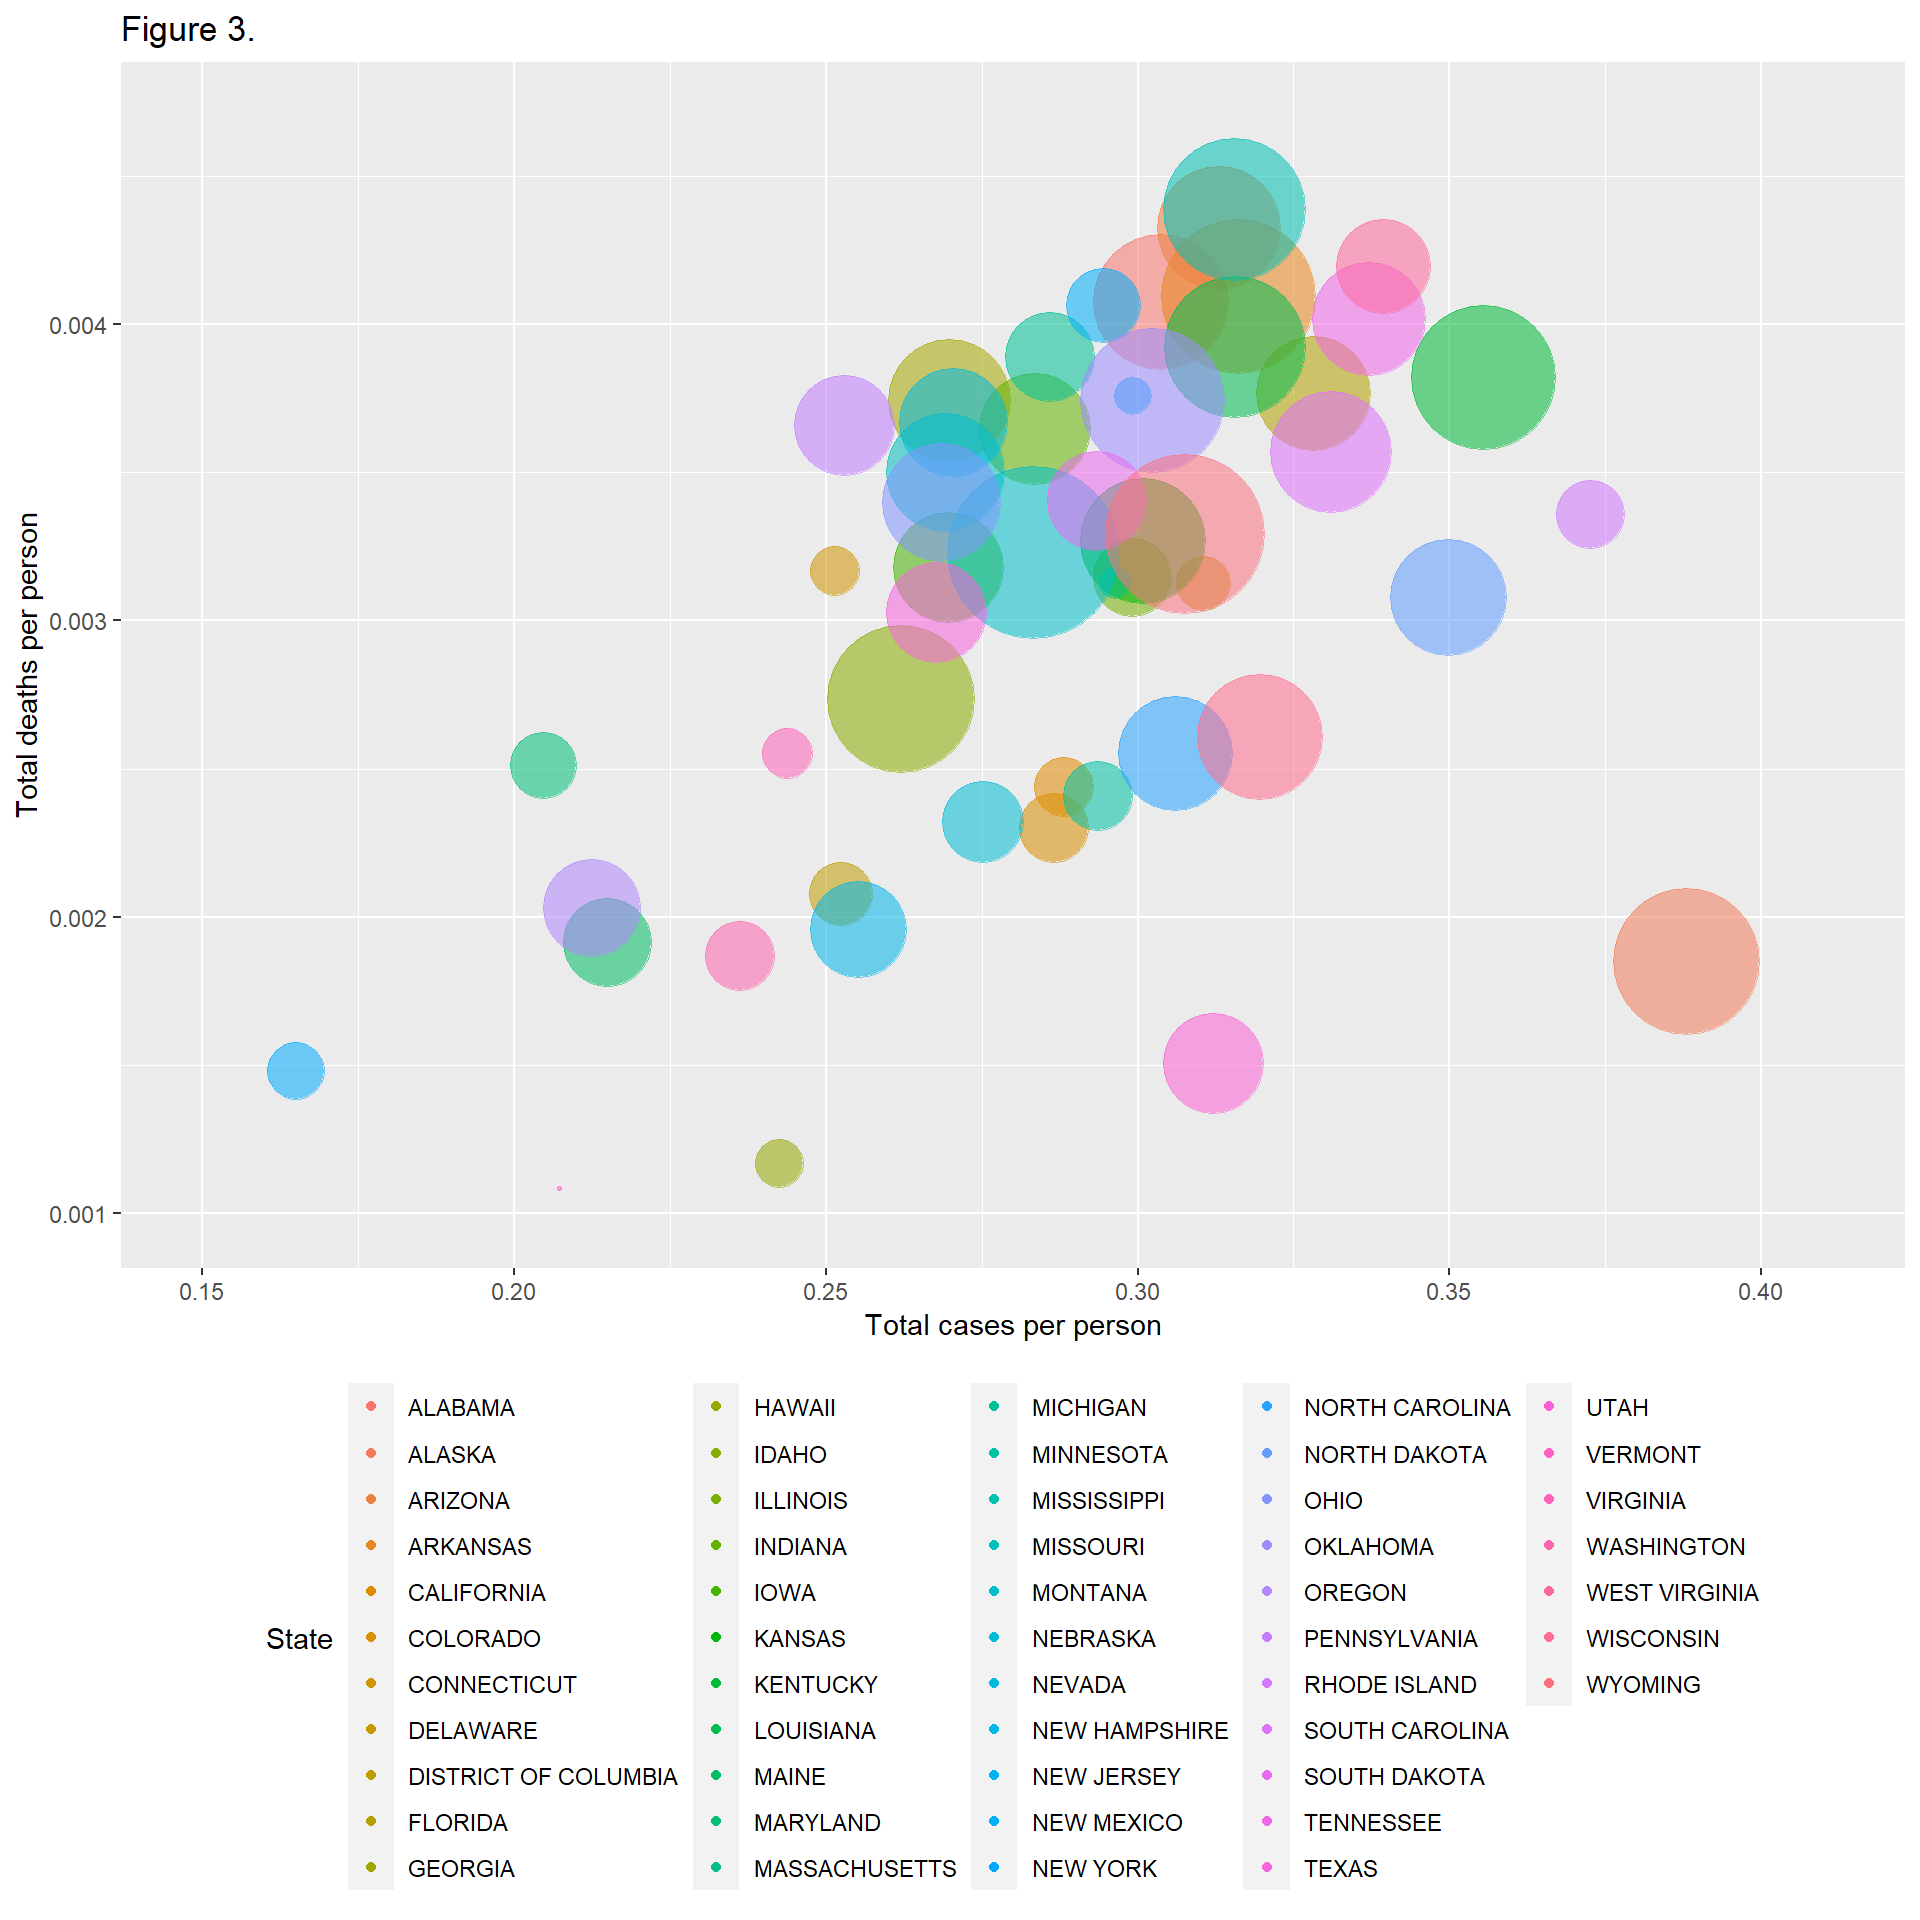 Figure 3.
Total deaths per person
0.004
0.003
0.002
0.001
0.15 0.20 0.25 0.30 0.35 0.40
Total cases per person
State
ALABAMA
ALASKA
ARIZONA
ARKANSAS
CALIFORNIA
COLORADO
CONNECTICUT
DELAWARE
DISTRICT OF COLUMBIA
FLORIDA
GEORGIA
HAWAII
IDAHO
ILLINOIS
INDIANA
IOWA
KANSAS
KENTUCKY
LOUISIANA
MAINE
MARYLAND
MASSACHUSETTS
MICHIGAN
MINNESOTA
MISSISSIPPI
MISSOURI
MONTANA
NEBRASKA
NEVADA
NEW HAMPSHIRE
NEW JERSEY
NEW MEXICO
NEW YORK
NORTH CAROLINA
NORTH DAKOTA
OHIO
OKLAHOMA
OREGON
PENNSYLVANIA
RHODE ISLAND
SOUTH CAROLINA
SOUTH DAKOTA
TENNESSEE
TEXAS
UTAH
VERMONT
VIRGINIA
WASHINGTON
WEST VIRGINIA
WISCONSIN
WYOMING